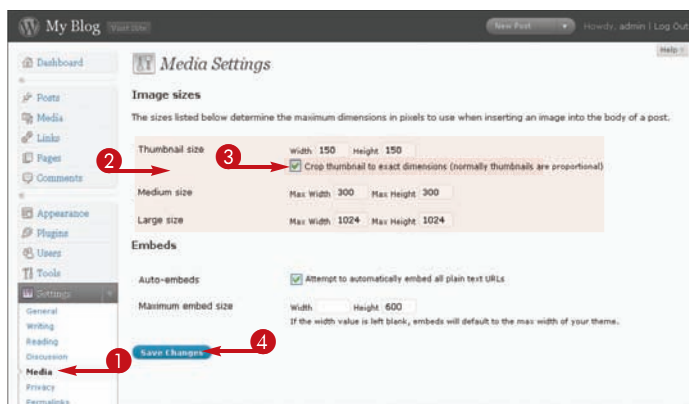 My Blog Visit Site
New Post
Howdy, admin | Log Out
Help
Dashboard
Posts
Media
Links
Pages
Comments
Appearance
Plugins
Users
Tools
Settings
General
Writing
Reading
Discussion
Media
Privacy
Permalinks
Media Settings
Image sizes
The sizes listed below determine the maximum dimensions in pixels to use when inserting an image into the body of a post.
Thumbnail size Width 150 Height 150
Crop thumbnail to exact dimensions (normally thumbnails are proportional)
Medium size Max Width 300 Max Height 300
Large size Max Width 1024 Max Height 1024
Embeds
Auto-embeds Attempt to automatically embed all plain text URLs
Maximum embed size Width Height 600
If the width value is left blank, embeds will default to the max width of your theme.
Save Changes
1
2
3
4